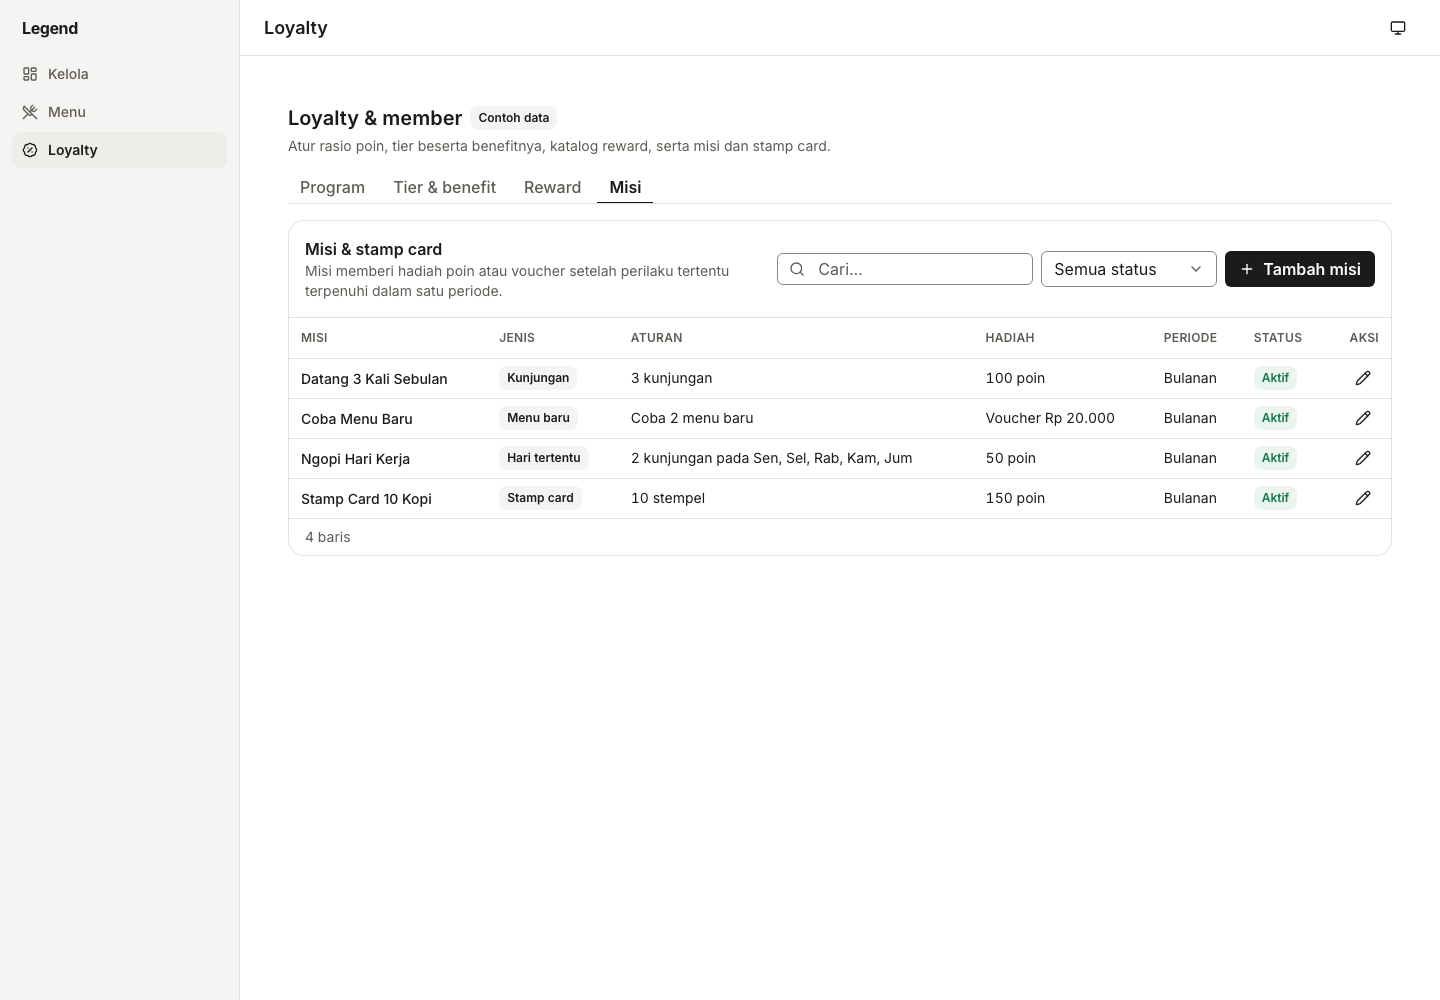 Legend
Kelola
Menu
Loyalty
Loyalty
Loyalty & member
Contoh data
Atur rasio poin, tier beserta benefitnya, katalog reward, serta misi dan stamp card.
Program
Tier & benefit
Reward
Misi
Misi & stamp card
Misi memberi hadiah poin atau voucher setelah perilaku tertentu
terpenuhi dalam satu periode.
Cari...
Semua status
Tambah misi
MISI JENIS ATURAN HADIAH PERIODE STATUS AKSI
Datang 3 Kali Sebulan Kunjungan 3 kunjungan 100 poin Bulanan Aktif
Coba Menu Baru Menu baru Coba 2 menu baru Voucher Rp 20.000 Bulanan Aktif
Ngopi Hari Kerja Hari tertentu 2 kunjungan pada Sen, Sel, Rab, Kam, Jum 50 poin Bulanan Aktif
Stamp Card 10 Kopi Stamp card 10 stempel 150 poin Bulanan Aktif
4 baris